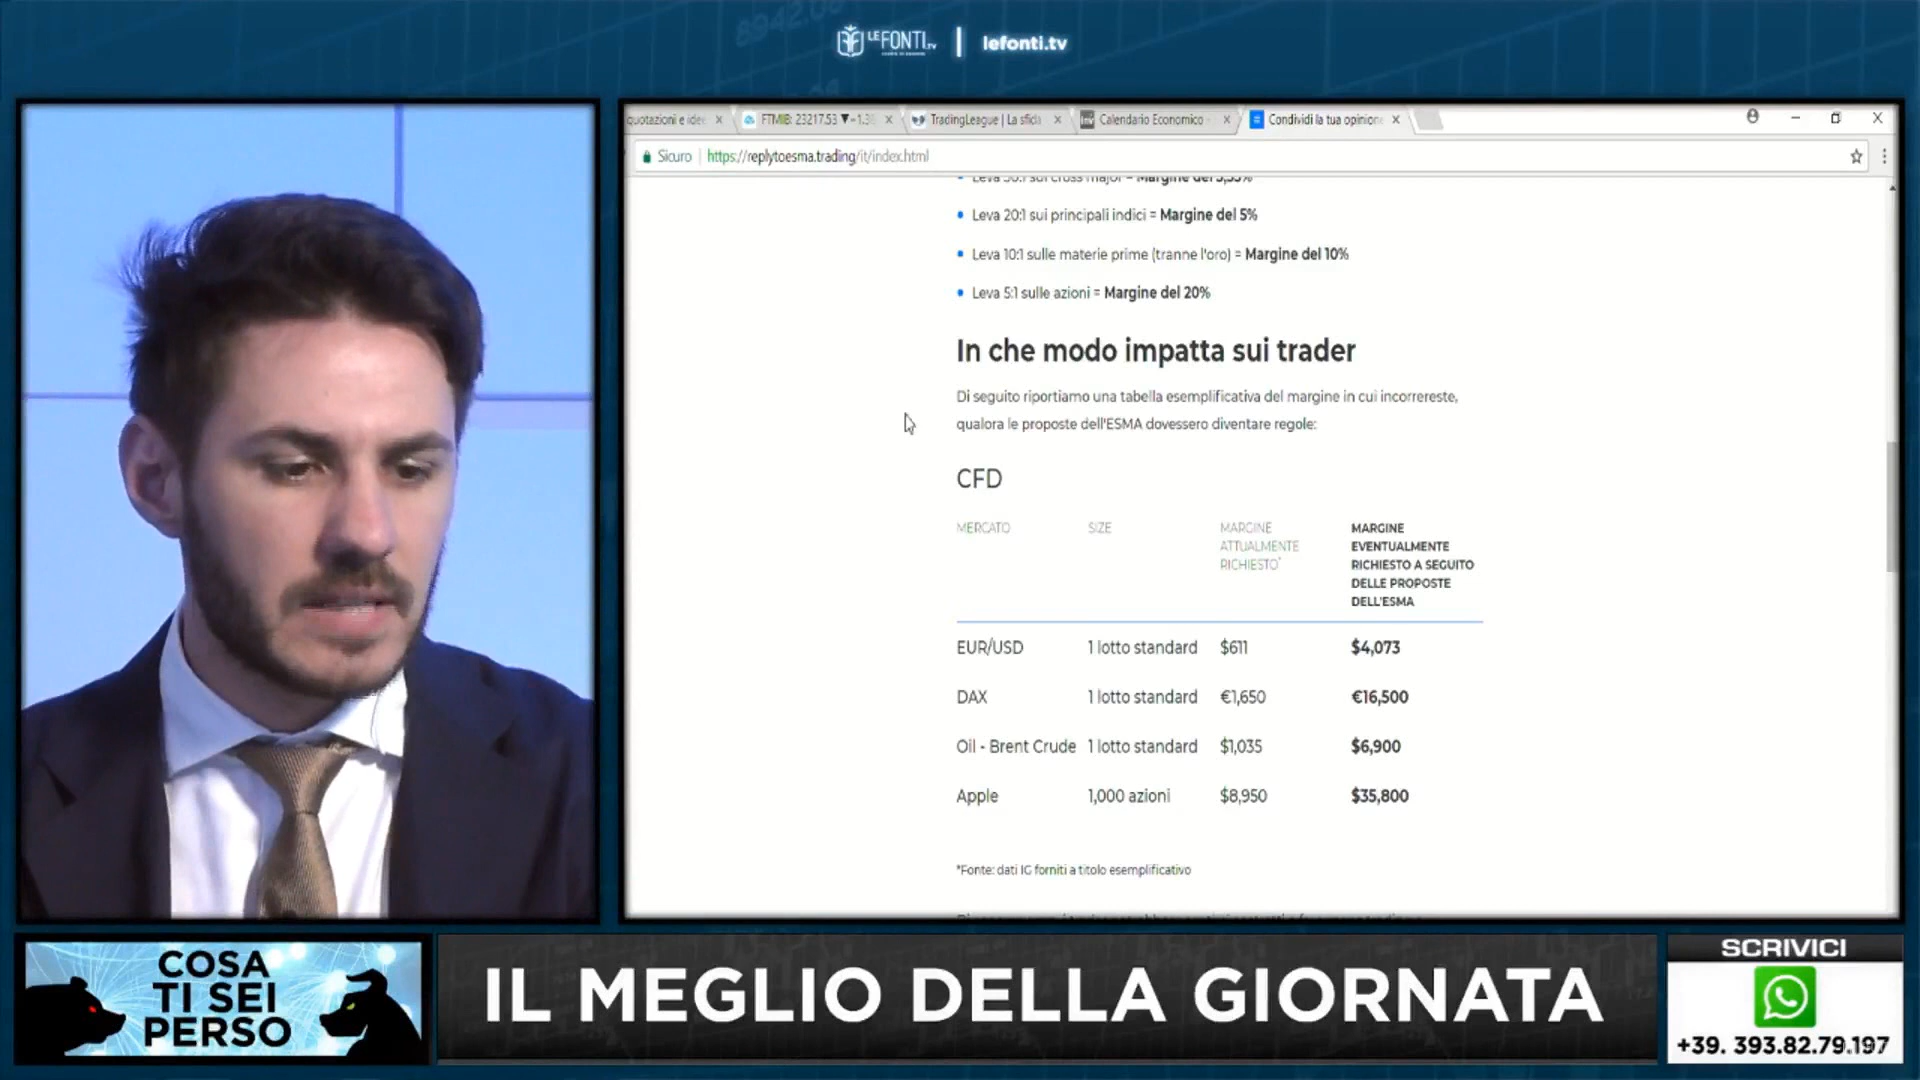 LEFONTI.TV | lefonti.tv
quotazioni e idee
FTMIB: 23217.53 ▼−1.3
TradingLeague | La sfida
Calendario Economico -
Condividi la tua opinione
Sicuro | https://replytoesma.trading/it/index.html
• Leva 20:1 sui principali indici = Margine del 5%
• Leva 10:1 sulle materie prime (tranne l'oro) = Margine del 10%
• Leva 5:1 sulle azioni = Margine del 20%
In che modo impatta sui trader
Di seguito riportiamo una tabella esemplificativa del margine in cui incorrereste,
qualora le proposte dell'ESMA dovessero diventare regole:
CFD
MERCATO SIZE MARGINE ATTUALMENTE RICHIESTO* MARGINE EVENTUALMENTE RICHIESTO A SEGUITO DELLE PROPOSTE DELL'ESMA
EUR/USD 1 lotto standard $611 $4,073
DAX 1 lotto standard €1,650 €16,500
Oil - Brent Crude 1 lotto standard $1,035 $6,900
Apple 1,000 azioni $8,950 $35,800
*Fonte: dati IG forniti a titolo esemplificativo
COSA
TI SEI
PERSO
IL MEGLIO DELLA GIORNATA
SCRIVICI
+39. 393.82.79.197